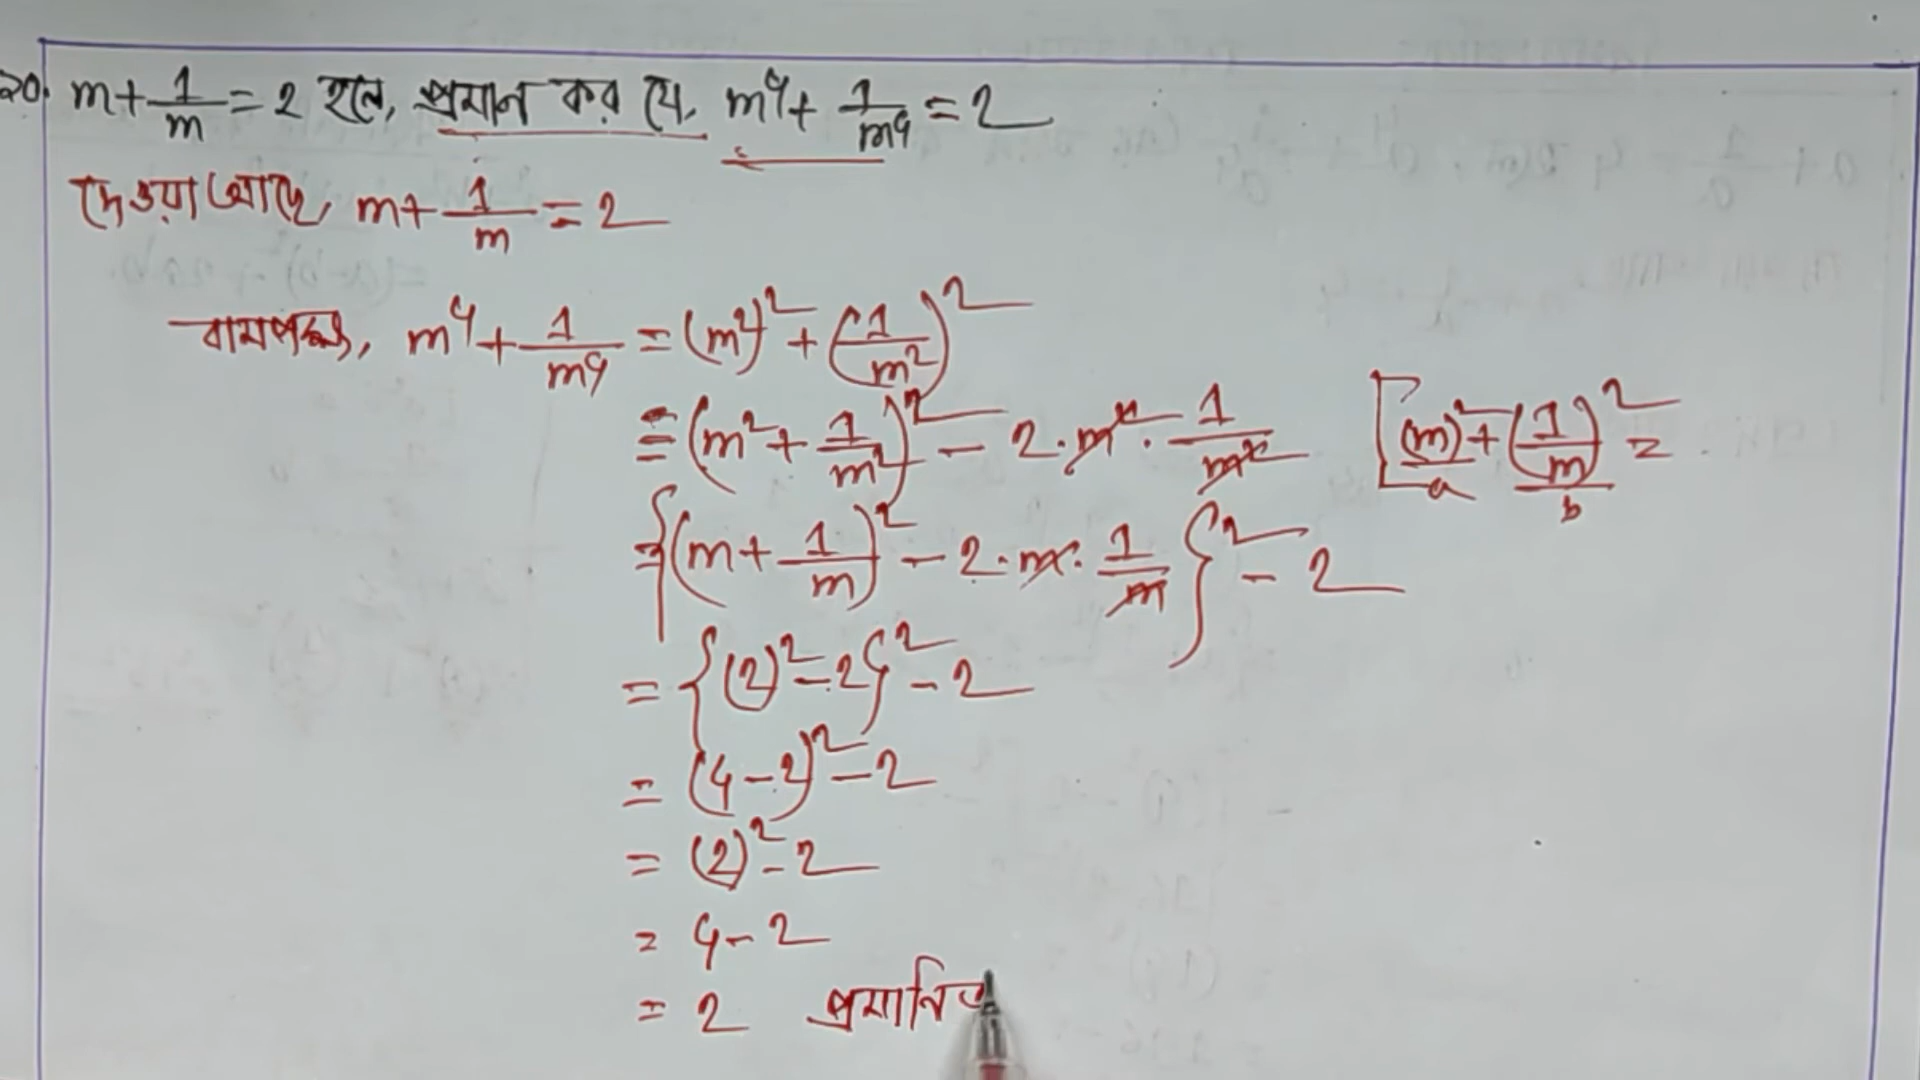 ২০. m + 1/m = 2 হলে, প্রমান কর যে, m⁴ + 1/m⁴ = 2
দেওয়া আছে, m + 1/m = 2
বামপক্ষ, m⁴ + 1/m⁴ = (m²)² + (1/m²)²
= (m² + 1/m²)² - 2·m²·1/m² [(m)² + (1/m)² =
a b
= {(m + 1/m)² - 2·m·1/m}² - 2
= {(2)² - 2}² - 2
= (4 - 2)² - 2
= (2)² - 2
= 4 - 2
= 2 প্রমানিত